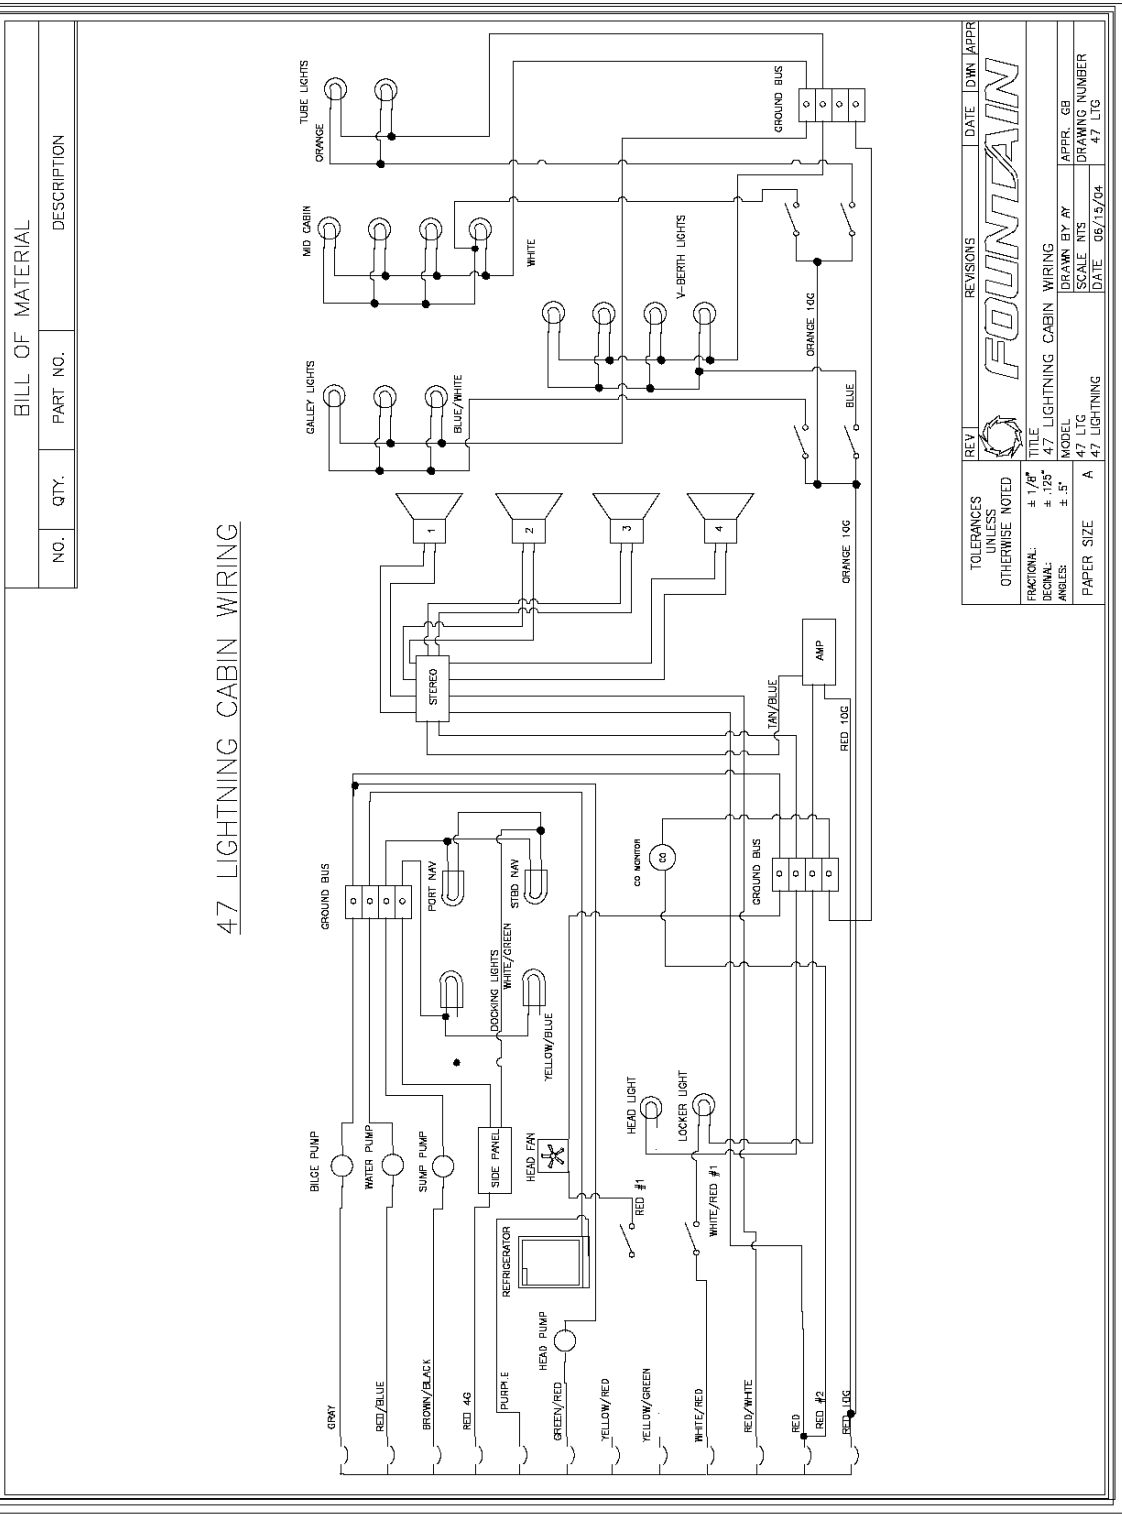 BILL OF MATERIAL
NO. QTY. PART NO. DESCRIPTION
47 LIGHTNING CABIN WIRING
TUBE LIGHTS
ORANGE
GROUND BUS
MID CABIN
WHITE
V-BERTH LIGHTS
ORANGE 10G
GALLEY LIGHTS
BLUE/WHITE
BLUE
1
2
3
4
ORANGE 10G
STEREO
AMP
TAN/BLUE
RED 10G
GROUND BUS
PORT NAV
STBD NAV
CO MONITOR
CO
GROUND BUS
DOCKING LIGHTS
WHITE/GREEN
YELLOW/BLUE
BILGE PUMP
WATER PUMP
SUMP PUMP
SIDE PANEL
HEAD FAN
HEAD LIGHT
LOCKER LIGHT
RED #1
WHITE/RED #1
REFRIGERATOR
HEAD PUMP
GRAY
RED/BLUE
BROWN/BLACK
RED 4G
PURPLE
GREEN/RED
YELLOW/RED
YELLOW/GREEN
WHITE/RED
RED/WHITE
RED
RED #2
RED 10G
TOLERANCES
UNLESS
OTHERWISE NOTED
FRACTIONAL: ± 1/8"
DECINAL: ± .125"
ANGLES: ± .5°
PAPER SIZE A
REV REVISIONS DATE DWN APPR
FOUNTAIN
TITLE
47 LIGHTNING CABIN WIRING
MODEL
47 LTG
47 LIGHTNING
DRAWN BY AY
APPR. GB
SCALE NTS
DATE 06/15/04
DRAWING NUMBER
47 LTG